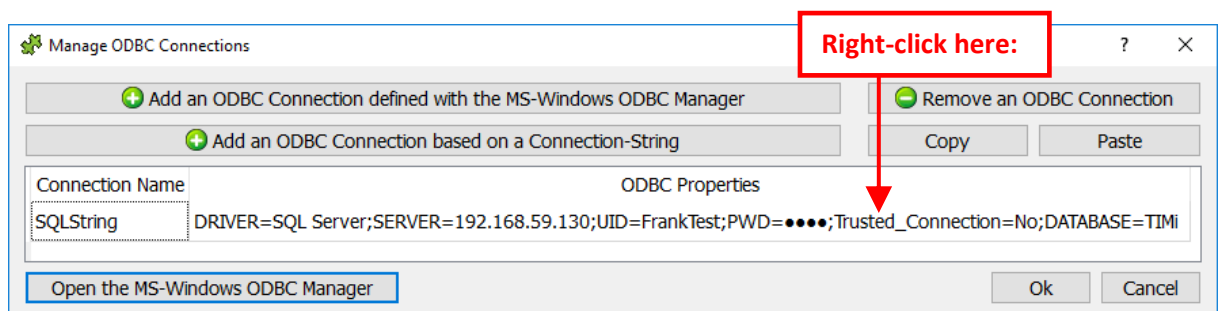 Manage ODBC Connections
Right-click here:
?
Add an ODBC Connection defined with the MS-Windows ODBC Manager
Remove an ODBC Connection
Add an ODBC Connection based on a Connection-String
Copy
Paste
Connection Name
ODBC Properties
SQLString
DRIVER=SQL Server;SERVER=192.168.59.130;UID=FrankTest;PWD=●●●●;Trusted_Connection=No;DATABASE=TIMi
Open the MS-Windows ODBC Manager
Ok
Cancel